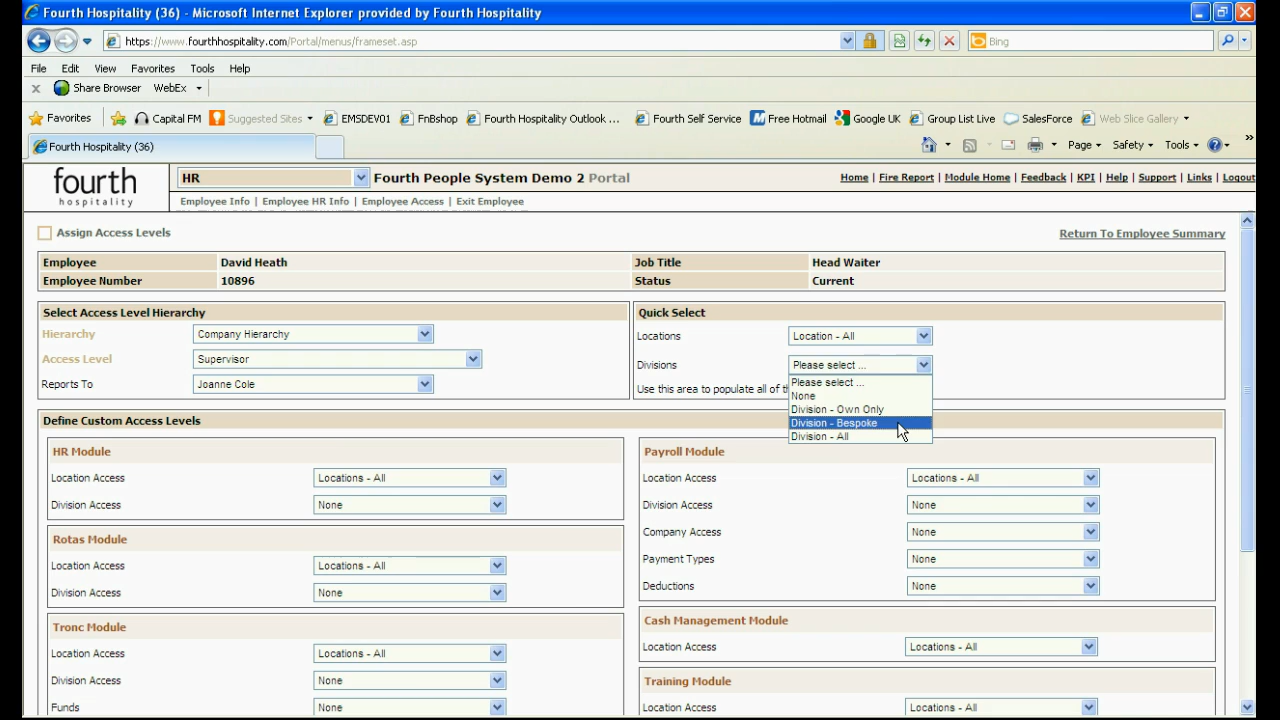 Fourth Hospitality (36) - Microsoft Internet Explorer provided by Fourth Hospitality
https://www.fourthhospitality.com/Portal/menus/frameset.asp
Bing
File Edit View Favorites Tools Help
x Share Browser WebEx
Favorites Capital FM Suggested Sites EMSDEV01 FnBshop Fourth Hospitality Outlook ... Fourth Self Service Free Hotmail Google UK Group List Live SalesForce Web Slice Gallery
Fourth Hospitality (36) Page Safety Tools
fourth
hospitality
HR Fourth People System Demo 2 Portal Home | Fire Report | Module Home | Feedback | KPI | Help | Support | Links | Logout
Employee Info | Employee HR Info | Employee Access | Exit Employee
Assign Access Levels Return To Employee Summary
Employee David Heath Job Title Head Waiter
Employee Number 10896 Status Current
Select Access Level Hierarchy Quick Select
Hierarchy Company Hierarchy Locations Location - All
Access Level Supervisor Divisions Please select ...
Reports To Joanne Cole Use this area to populate all of th
Please select ...
None
Division - Own Only
Division - Bespoke
Division - All
Define Custom Access Levels
HR Module
Location Access Locations - All
Division Access None
Rotas Module
Location Access Locations - All
Division Access None
Tronc Module
Location Access Locations - All
Division Access None
Funds None
Payroll Module
Location Access Locations - All
Division Access None
Company Access None
Payment Types None
Deductions None
Cash Management Module
Location Access Locations - All
Training Module
Location Access Locations - All